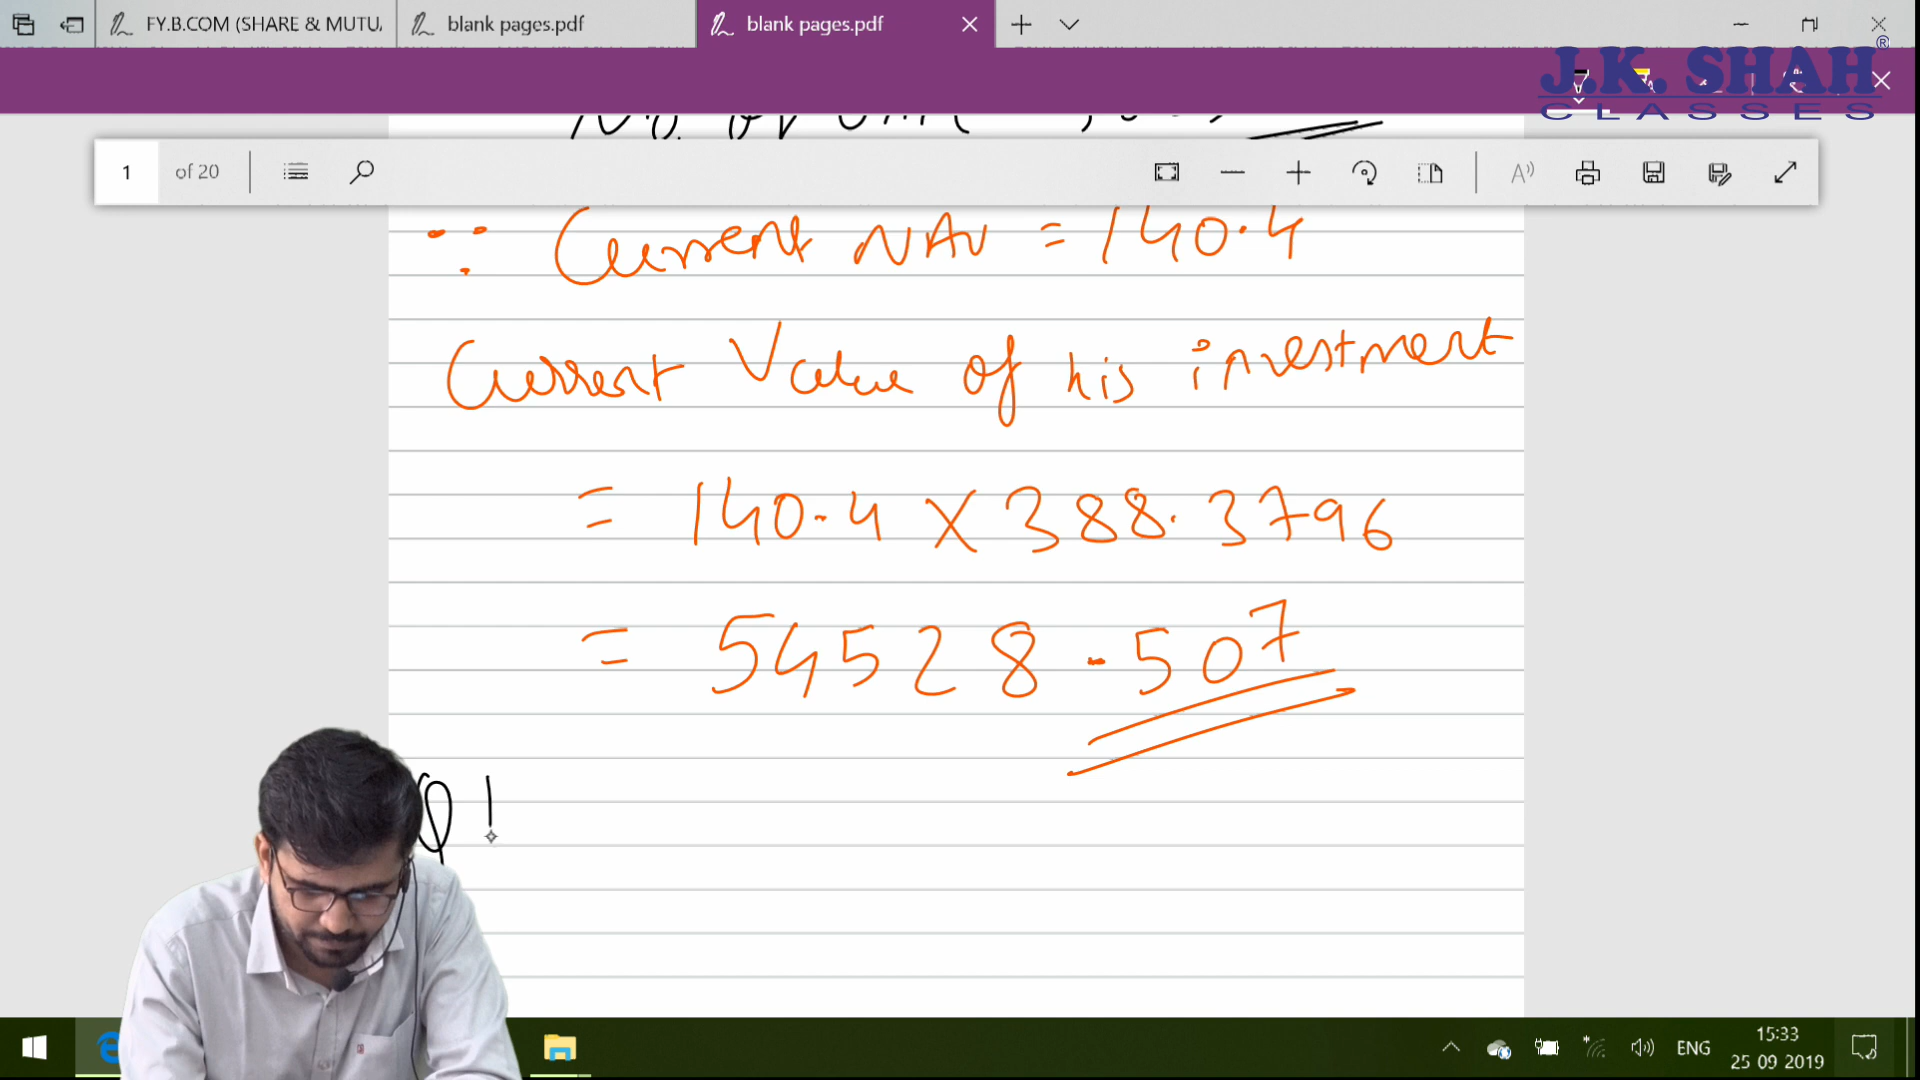 FY.B.COM (SHARE & MUTU
blank pages.pdf
blank pages.pdf
J.K. SHAH ®
CLASSES
1 of 20
∵ Current NAV = 140.4
Current Value of his investment
= 140.4 X 388.3796
= 54528.507
Q1
ENG
15:33
25 09 2019